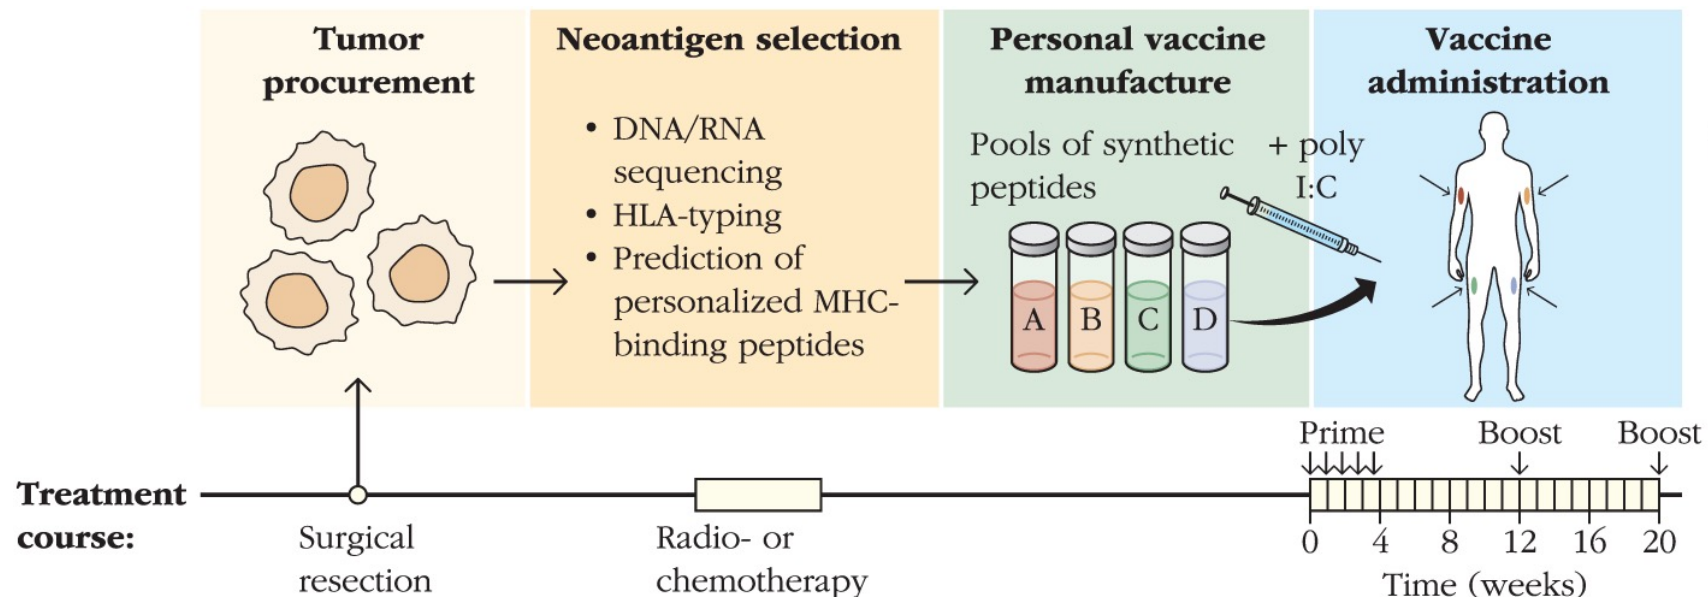 Tumor
procurement
Neoantigen selection
• DNA/RNA
sequencing
• HLA-typing
• Prediction of
personalized MHC-
binding peptides
Personal vaccine
manufacture
Pools of synthetic
peptides
+ poly
I:C
A
B
C
D
Vaccine
administration
Treatment
course:
Surgical
resection
Radio- or
chemotherapy
Prime
Boost
Boost
0 4 8 12 16 20
Time (weeks)